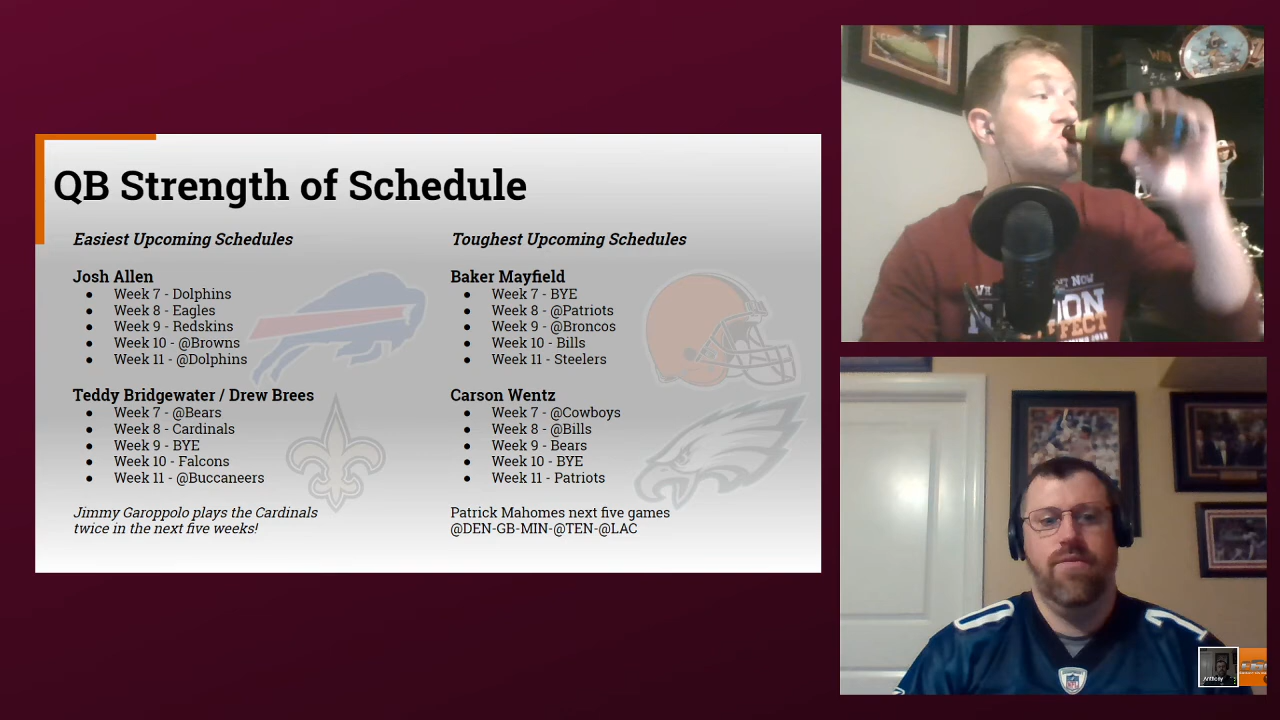 QB Strength of Schedule
Easiest Upcoming Schedules
Josh Allen
● Week 7 - Dolphins
● Week 8 - Eagles
● Week 9 - Redskins
● Week 10 - @Browns
● Week 11 - @Dolphins
Teddy Bridgewater / Drew Brees
● Week 7 - @Bears
● Week 8 - Cardinals
● Week 9 - BYE
● Week 10 - Falcons
● Week 11 - @Buccaneers
Jimmy Garoppolo plays the Cardinals
twice in the next five weeks!
Toughest Upcoming Schedules
Baker Mayfield
● Week 7 - BYE
● Week 8 - @Patriots
● Week 9 - @Broncos
● Week 10 - Bills
● Week 11 - Steelers
Carson Wentz
● Week 7 - @Cowboys
● Week 8 - @Bills
● Week 9 - Bears
● Week 10 - BYE
● Week 11 - Patriots
Patrick Mahomes next five games
@DEN-GB-MIN-@TEN-@LAC
WIN
NOW
NFL
Anthony